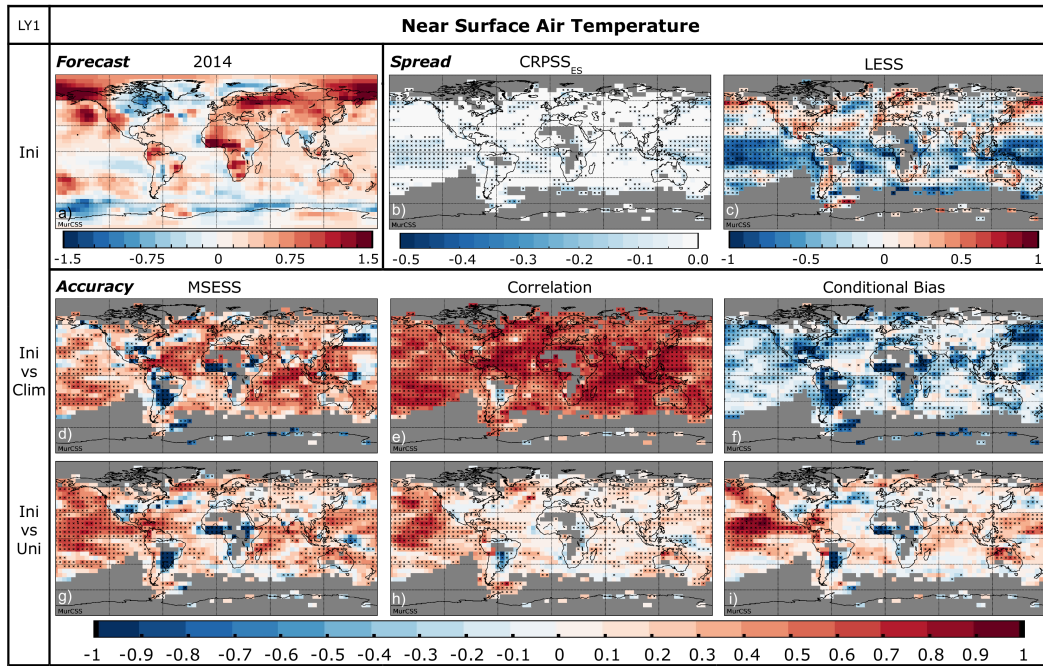 LY1 Near Surface Air Temperature
Forecast 2014 Spread CRPSS_ES LESS
Ini
a) b) c)
MurCSS MurCSS MurCSS
-1.5 -0.75 0 0.75 1.5 -0.5 -0.4 -0.3 -0.2 -0.1 0.0 -1 -0.5 0 0.5 1
Accuracy MSESS Correlation Conditional Bias
Ini
vs
Clim
d) e) f)
MurCSS MurCSS MurCSS
Ini
vs
Uni
g) h) i)
MurCSS MurCSS MurCSS
-1 -0.9 -0.8 -0.7 -0.6 -0.5 -0.4 -0.3 -0.2 -0.1 0 0.1 0.2 0.3 0.4 0.5 0.6 0.7 0.8 0.9 1